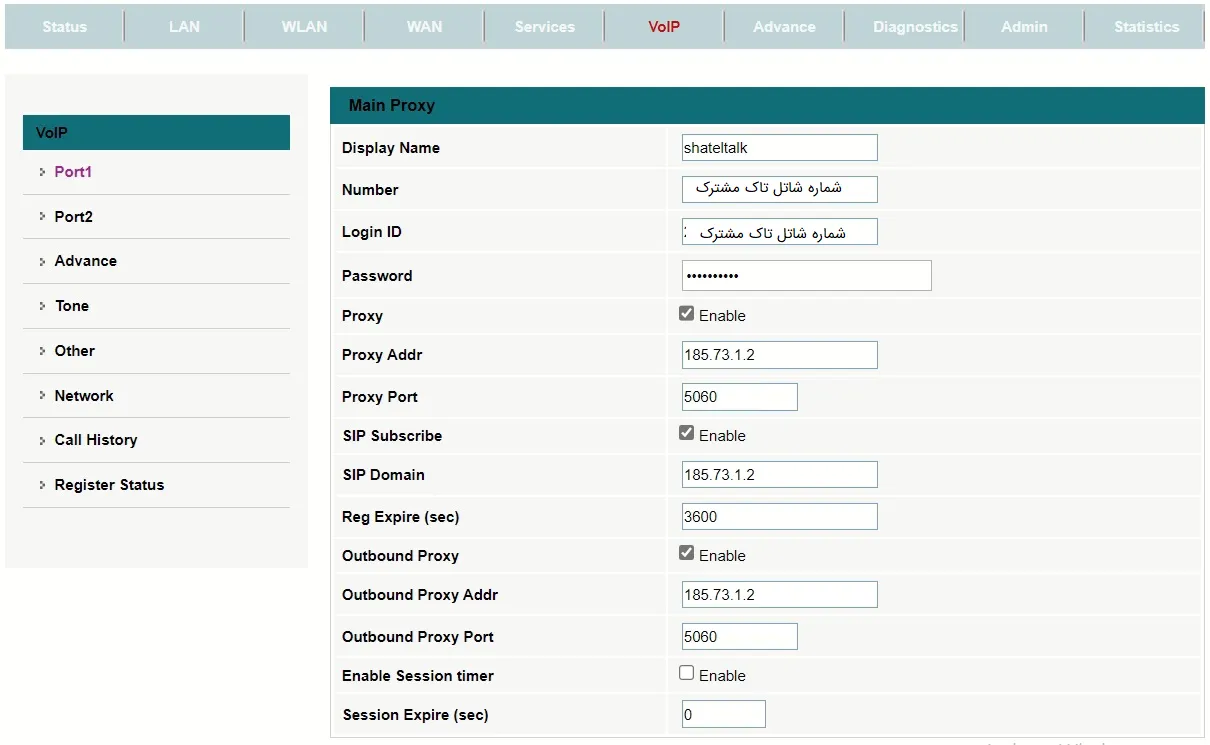 Status LAN WLAN WAN Services VoIP Advance Diagnostics Admin Statistics
VoIP
Port1
Port2
Advance
Tone
Other
Network
Call History
Register Status
Main Proxy
Display Name shateltalk
Number شماره شاتل تاک مشترک
Login ID شماره شاتل تاک مشترک
Password ••••••••••
Proxy Enable
Proxy Addr 185.73.1.2
Proxy Port 5060
SIP Subscribe Enable
SIP Domain 185.73.1.2
Reg Expire (sec) 3600
Outbound Proxy Enable
Outbound Proxy Addr 185.73.1.2
Outbound Proxy Port 5060
Enable Session timer Enable
Session Expire (sec) 0